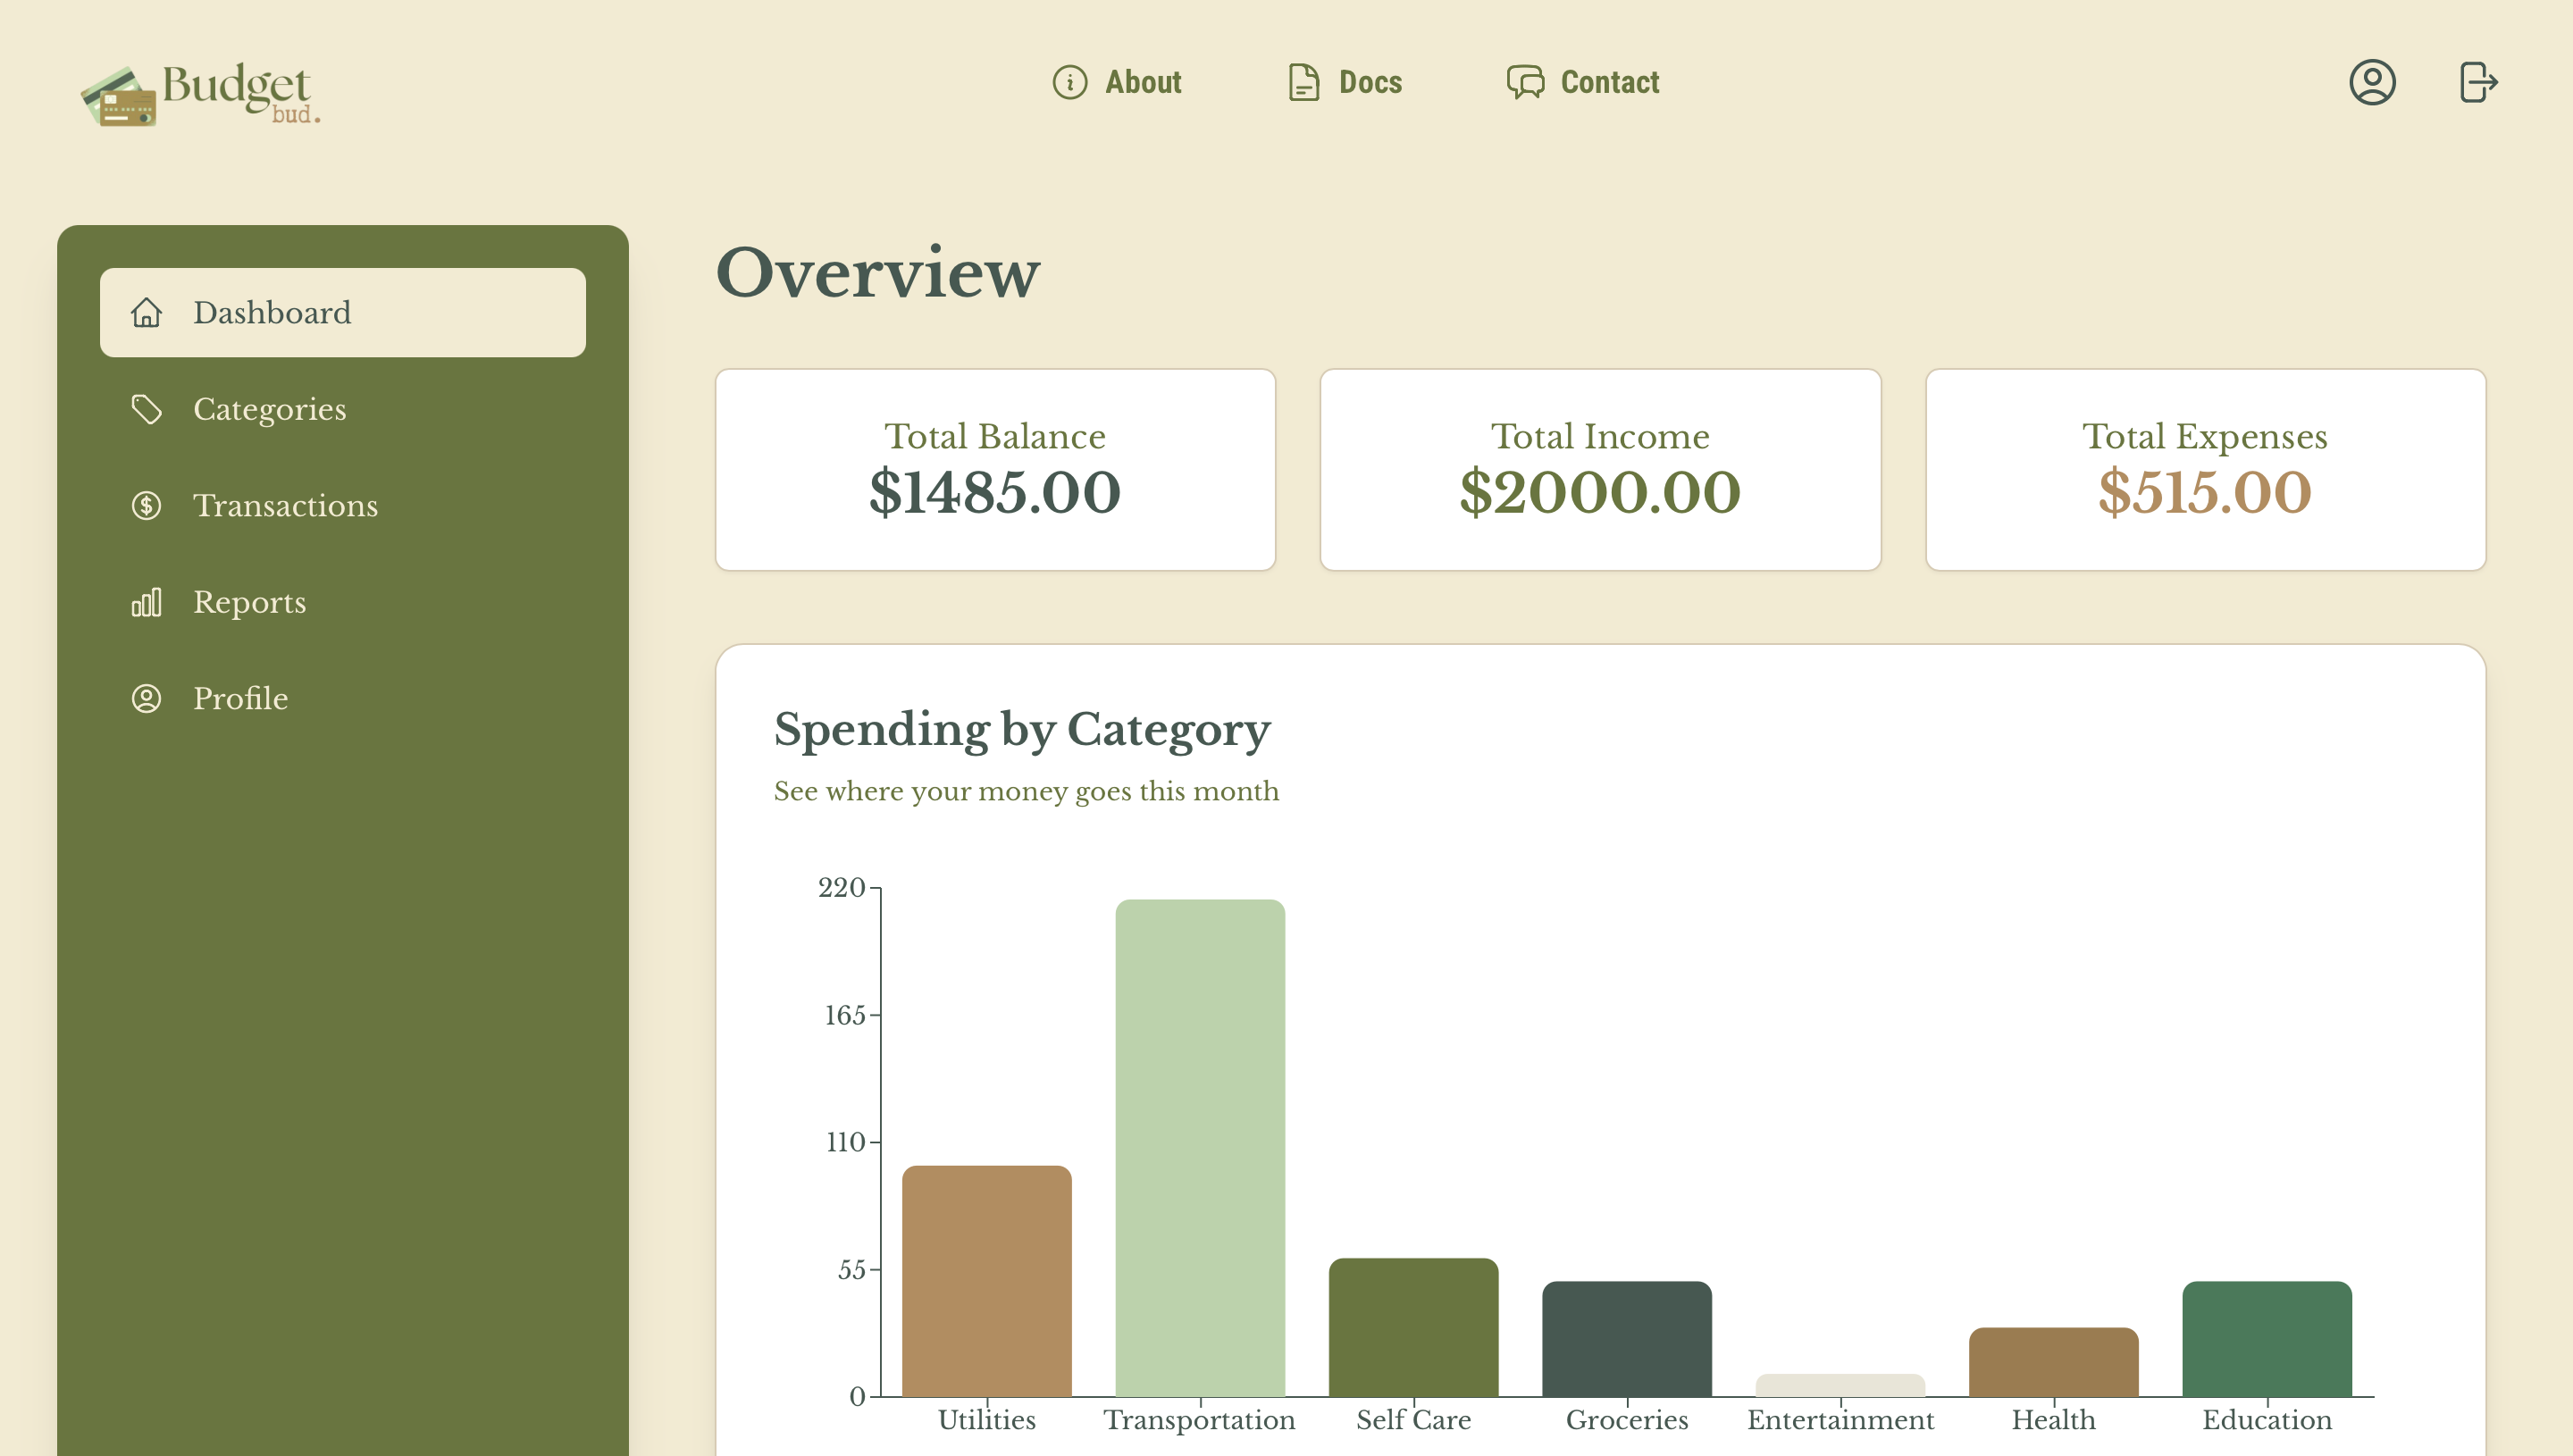 Budget
bud.
About
Docs
Contact
Dashboard
Categories
Transactions
Reports
Profile
Overview
Total Balance
$1485.00
Total Income
$2000.00
Total Expenses
$515.00
Spending by Category
See where your money goes this month
220
165
110
55
0
Utilities
Transportation
Self Care
Groceries
Entertainment
Health
Education